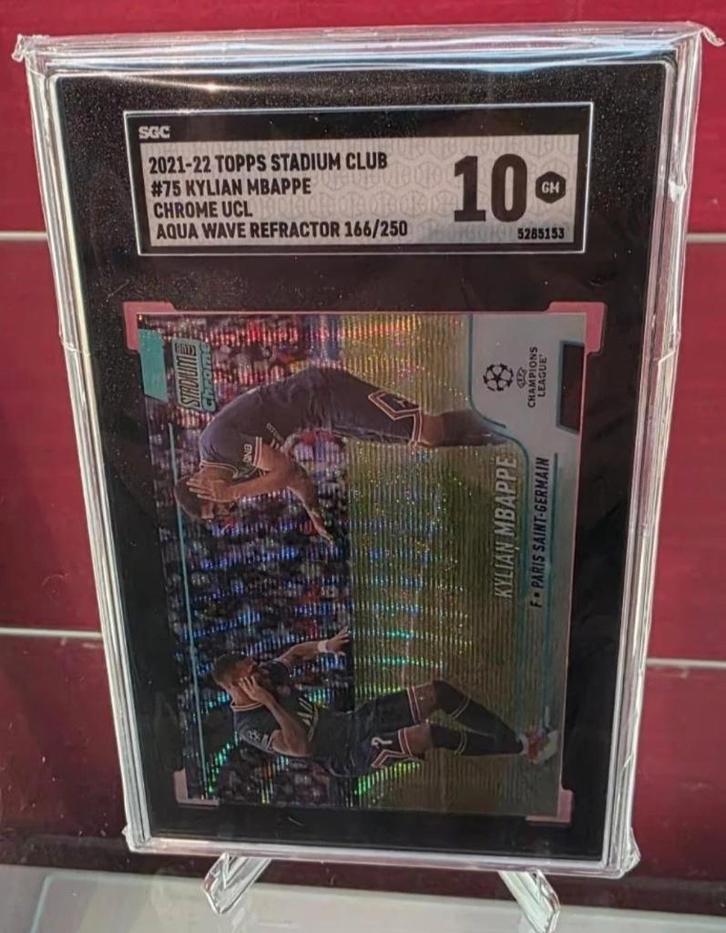 SGC
2021-22 TOPPS STADIUM CLUB
#75 KYLIAN MBAPPE
CHROME UCL
AQUA WAVE REFRACTOR 166/250
10
GM
5285153
STADIUM CLUB
Chrome
CHAMPIONS
LEAGUE
KYLIAN MBAPPE
F • PARIS SAINT-GERMAIN
QNB